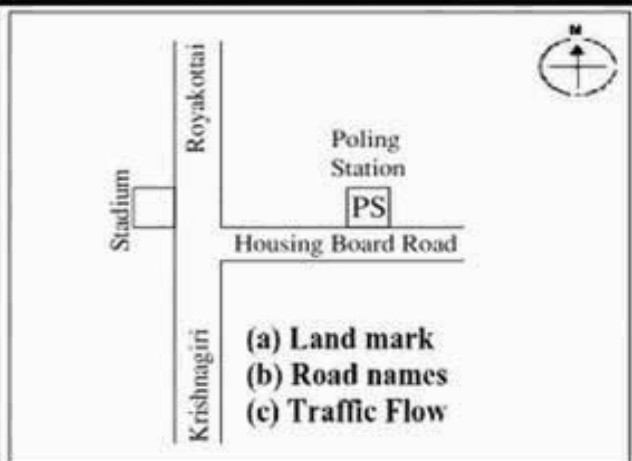 M
Royakottai
Poling
Station
Stadium
PS
Housing Board Road
Krishnagiri
(a) Land mark
(b) Road names
(c) Traffic Flow